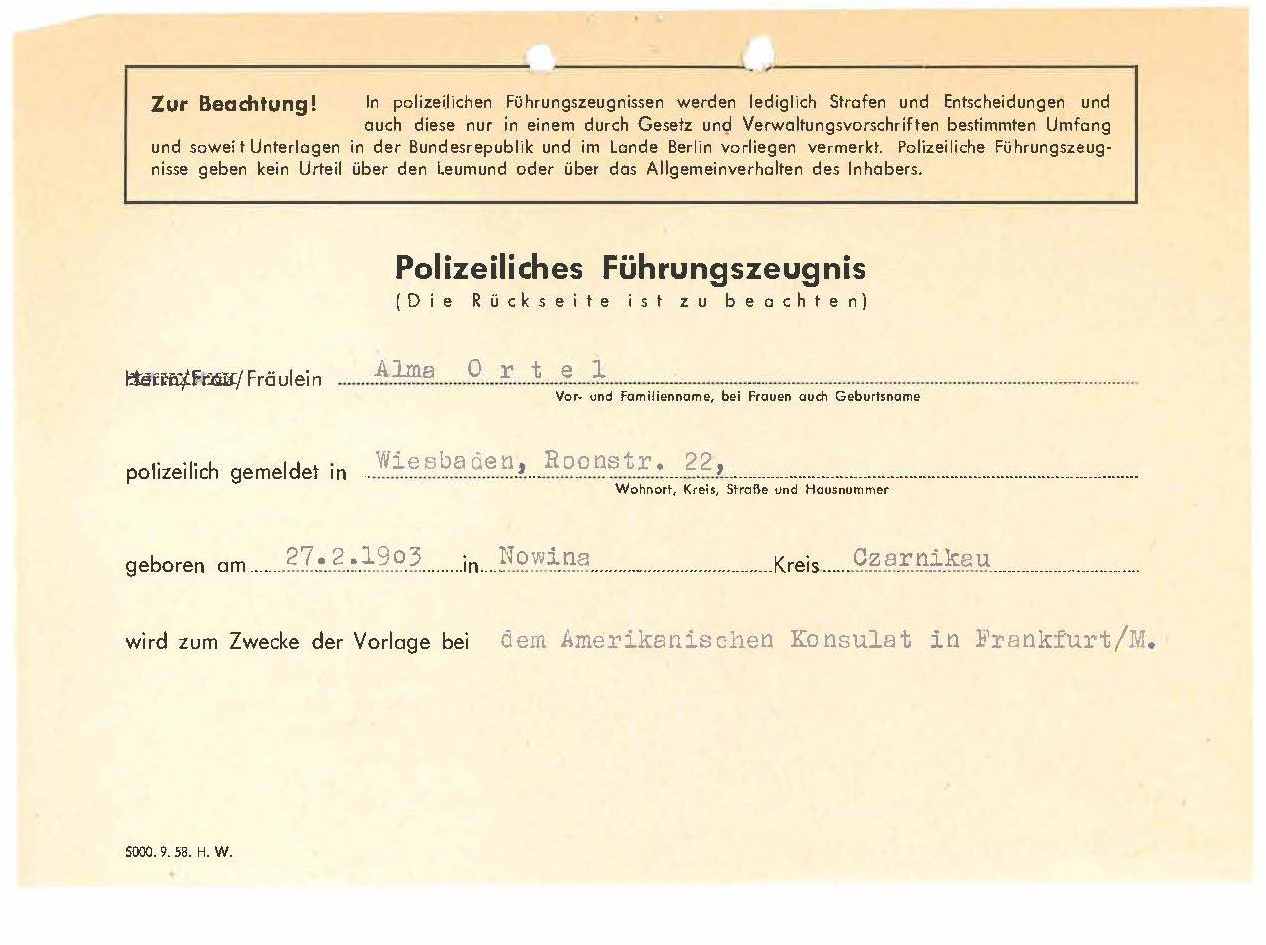 Zur Beachtung! In polizeilichen Führungszeugnissen werden lediglich Strafen und Entscheidungen und
auch diese nur in einem durch Gesetz und Verwaltungsvorschriften bestimmten Umfang
und soweit Unterlagen in der Bundesrepublik und im Lande Berlin vorliegen vermerkt. Polizeiliche Führungszeug-
nisse geben kein Urteil über den Leumund oder über das Allgemeinverhalten des Inhabers.
Polizeiliches Führungszeugnis
(Die Rückseite ist zu beachten)
Herrn/Frau/Fräulein Alma Ortel
Vor- und Familienname, bei Frauen auch Geburtsname
polizeilich gemeldet in Wiesbaden, Roonstr. 22,
Wohnort, Kreis, Straße und Hausnummer
geboren am 27.2.1903 in Nowina Kreis Czarnikau
wird zum Zwecke der Vorlage bei dem Amerikanischen Konsulat in Frankfurt/M.
5000. 9. 58. H. W.